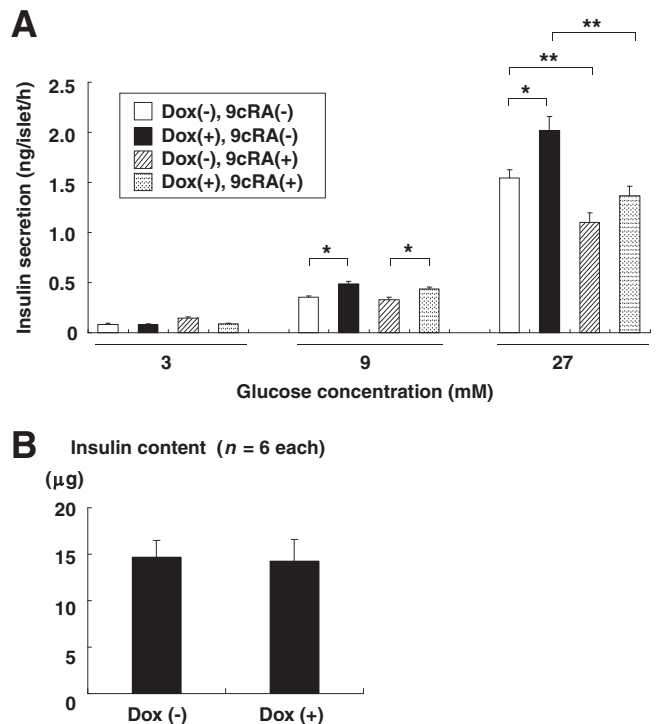 A
Insulin secretion (ng/islet/h)
2.5
2.0
1.5
1.0
0.5
0
Dox(-), 9cRA(-)
Dox(+), 9cRA(-)
Dox(-), 9cRA(+)
Dox(+), 9cRA(+)
*
*
**
**
*
3
9
27
Glucose concentration (mM)
B
Insulin content (n = 6 each)
(μg)
20
15
10
5
0
Dox (-)
Dox (+)